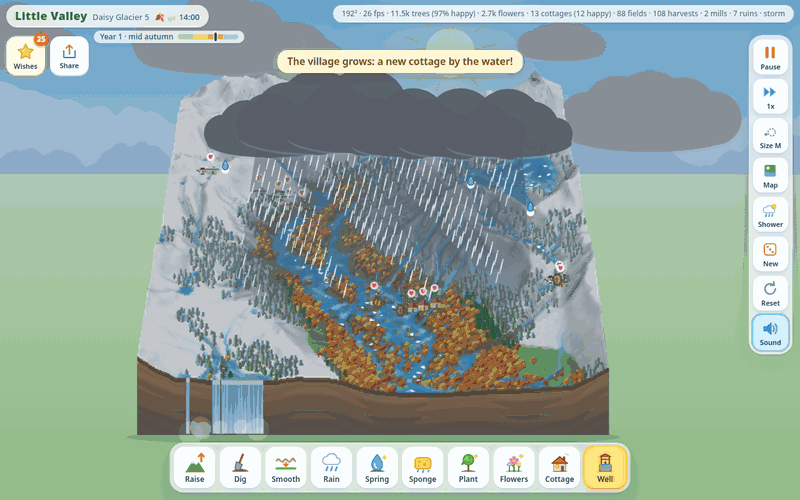 Little Valley Daisy Glacier 5 14:00
192² · 26 fps · 11.5k trees (97% happy) · 2.7k flowers · 13 cottages (12 happy) · 88 fields · 108 harvests · 2 mills · 7 ruins · storm
Year 1 · mid autumn
25
Wishes
Share
The village grows: a new cottage by the water!
Pause
1x
Size M
Map
Shower
New
Reset
Sound
Raise
Dig
Smooth
Rain
Spring
Sponge
Plant
Flowers
Cottage
Well